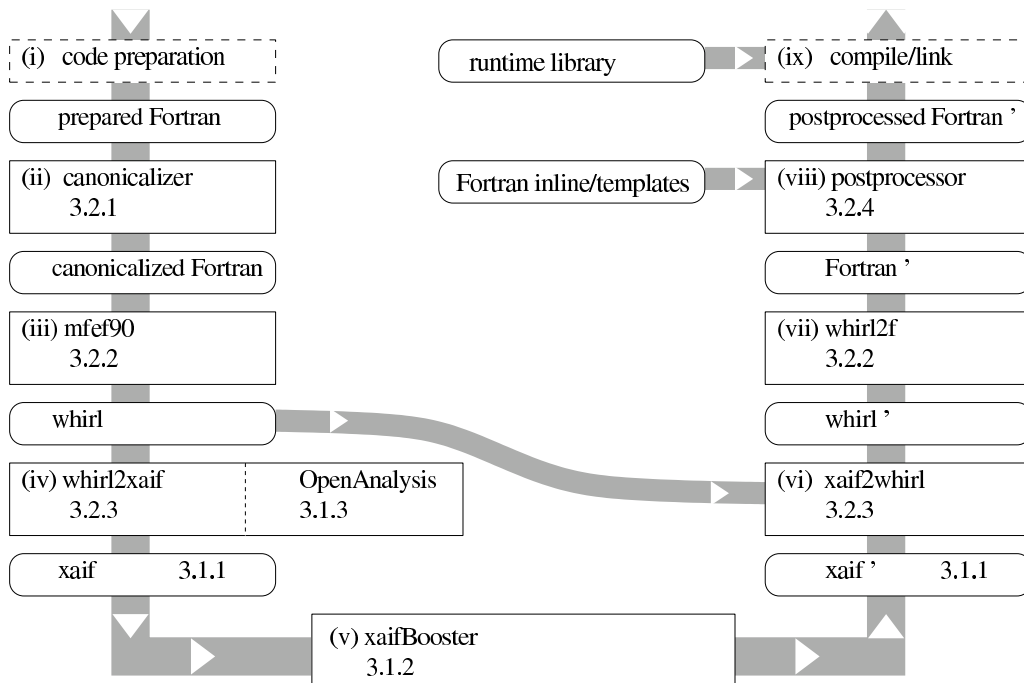 (i) code preparation
prepared Fortran
(ii) canonicalizer
3.2.1
canonicalized Fortran
(iii) mfef90
3.2.2
whirl
(iv) whirl2xaif
3.2.3
OpenAnalysis
3.1.3
xaif 3.1.1
(v) xaifBooster
3.1.2
runtime library
Fortran inline/templates
(ix) compile/link
postprocessed Fortran ’
(viii) postprocessor
3.2.4
Fortran ’
(vii) whirl2f
3.2.2
whirl ’
(vi) xaif2whirl
3.2.3
xaif ’ 3.1.1